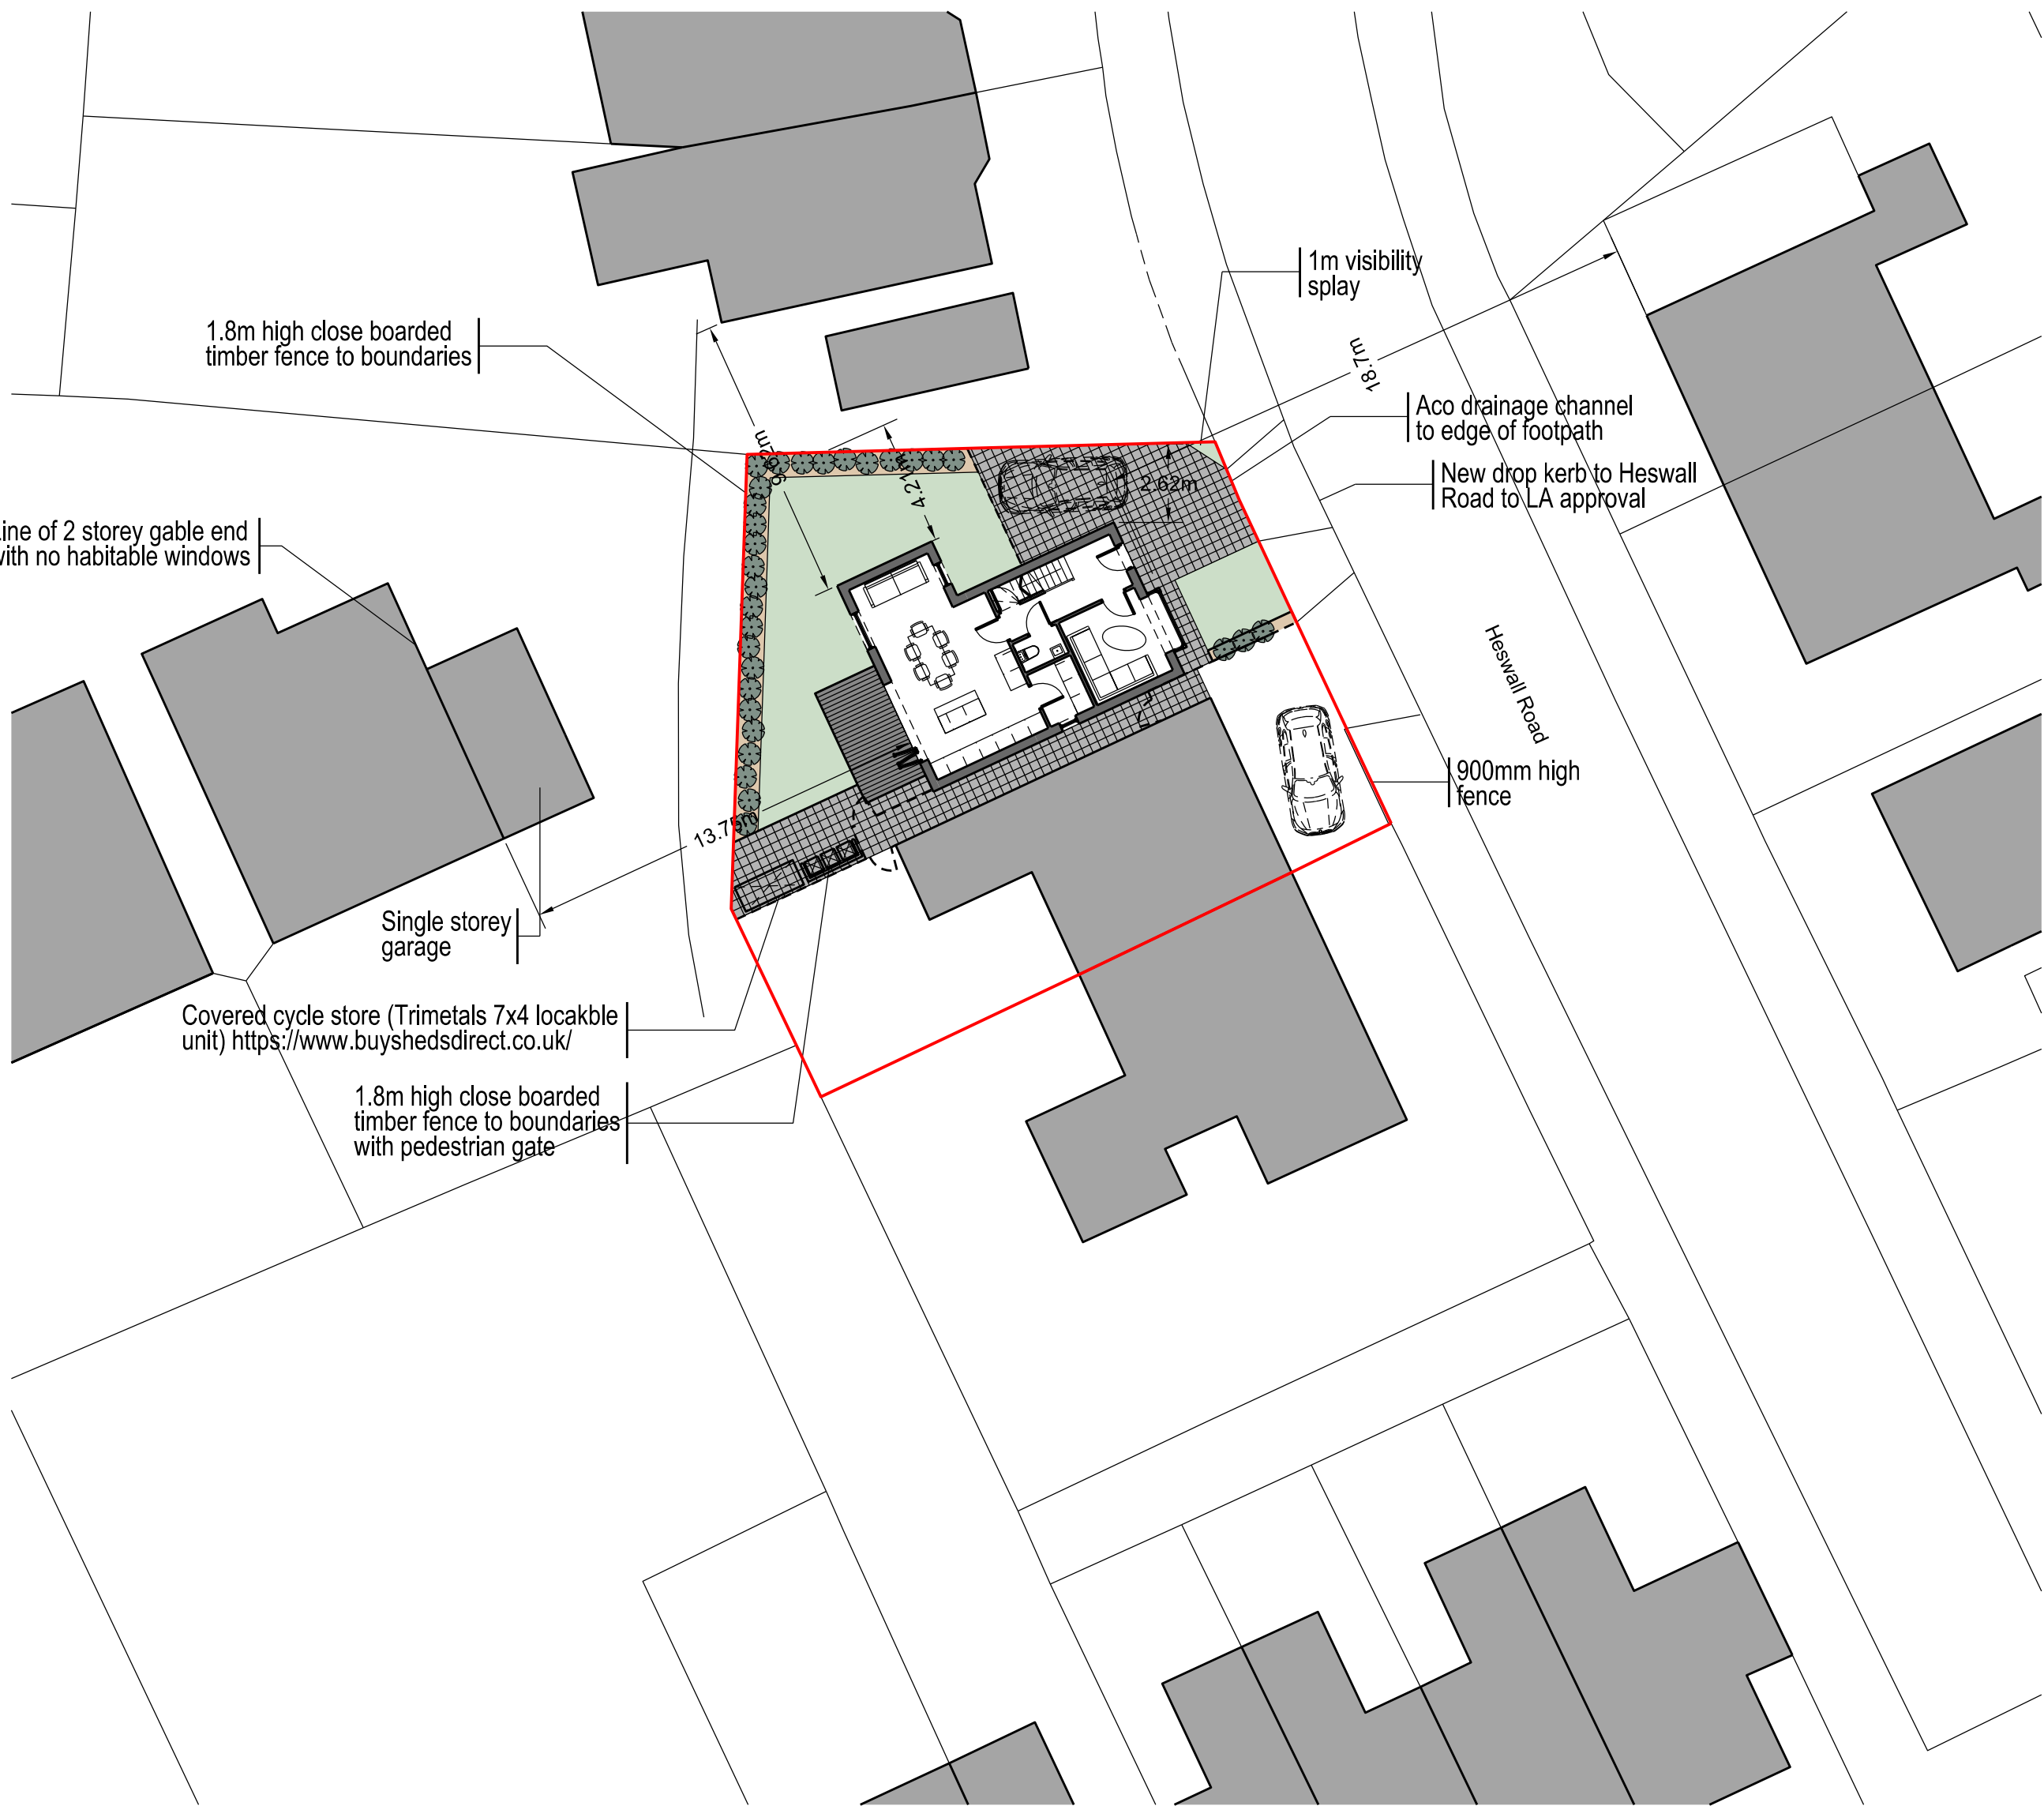 1m visibility
splay
1.8m high close boarded
timber fence to boundaries
18.7m
Aco drainage channel
to edge of footpath
4.21m
2.62m
New drop kerb to Heswall
Road to LA approval
ine of 2 storey gable end
with no habitable windows
Heswall Road
900mm high
fence
13.75m
Single storey
garage
Covered cycle store (Trimetals 7x4 locakble
unit) https://www.buyshedsdirect.co.uk/
1.8m high close boarded
timber fence to boundaries
with pedestrian gate